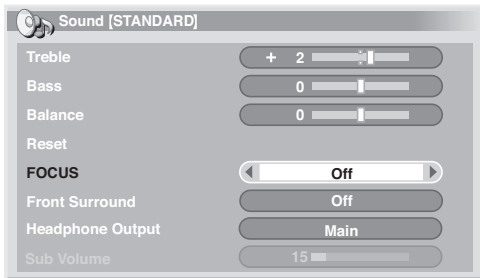 Sound [STANDARD]
Treble + 2
Bass 0
Balance 0
Reset
FOCUS Off
Front Surround Off
Headphone Output Main
Sub Volume 15